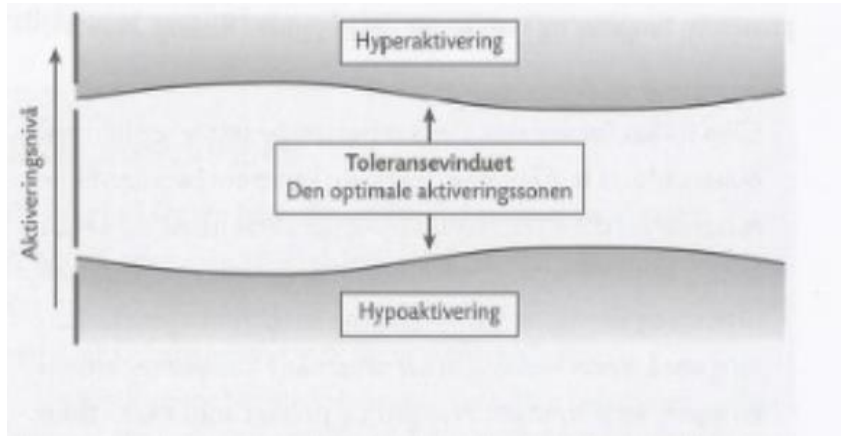 Hyperaktivering
Aktiveringsnivå
Toleransevinduet
Den optimale aktiveringssonen
Hypoaktivering